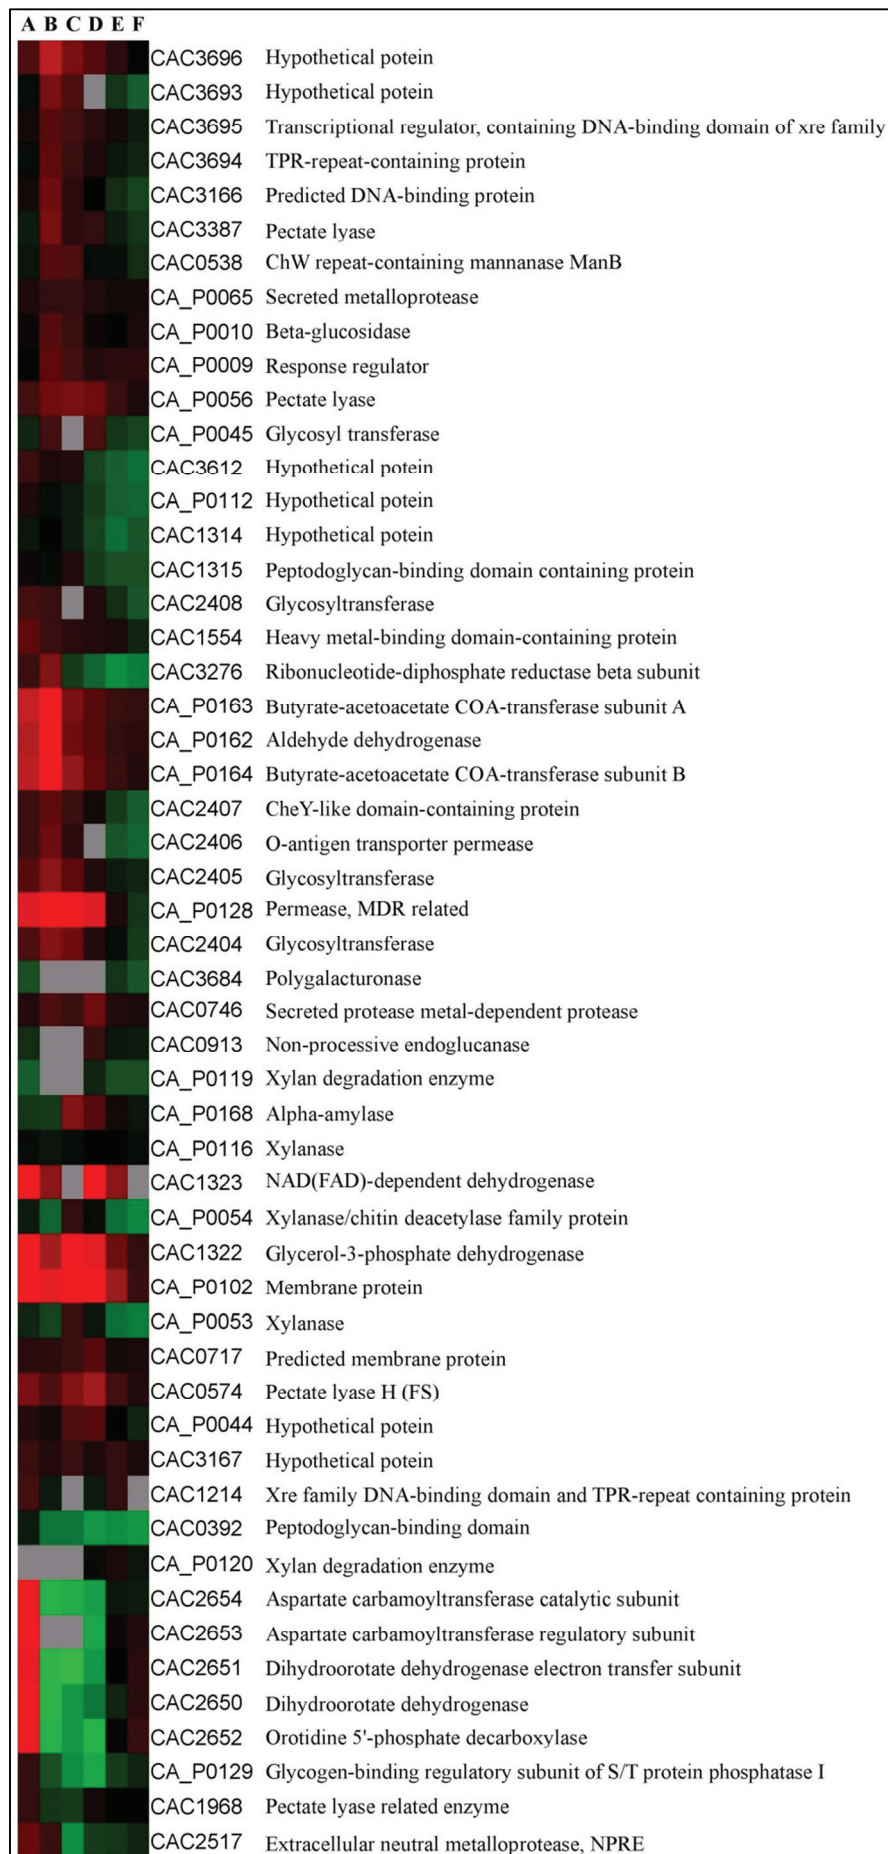 A B C D E F
CAC3696 Hypothetical potein
CAC3693 Hypothetical potein
CAC3695 Transcriptional regulator, containing DNA-binding domain of xre family
CAC3694 TPR-repeat-containing protein
CAC3166 Predicted DNA-binding protein
CAC3387 Pectate lyase
CAC0538 ChW repeat-containing mannanase ManB
CA_P0065 Secreted metalloprotease
CA_P0010 Beta-glucosidase
CA_P0009 Response regulator
CA_P0056 Pectate lyase
CA_P0045 Glycosyl transferase
CAC3612 Hypothetical potein
CA_P0112 Hypothetical potein
CAC1314 Hypothetical potein
CAC1315 Peptodoglycan-binding domain containing protein
CAC2408 Glycosyltransferase
CAC1554 Heavy metal-binding domain-containing protein
CAC3276 Ribonucleotide-diphosphate reductase beta subunit
CA_P0163 Butyrate-acetoacetate COA-transferase subunit A
CA_P0162 Aldehyde dehydrogenase
CA_P0164 Butyrate-acetoacetate COA-transferase subunit B
CAC2407 CheY-like domain-containing protein
CAC2406 O-antigen transporter permease
CAC2405 Glycosyltransferase
CA_P0128 Permease, MDR related
CAC2404 Glycosyltransferase
CAC3684 Polygalacturonase
CAC0746 Secreted protease metal-dependent protease
CAC0913 Non-processive endoglucanase
CA_P0119 Xylan degradation enzyme
CA_P0168 Alpha-amylase
CA_P0116 Xylanase
CAC1323 NAD(FAD)-dependent dehydrogenase
CA_P0054 Xylanase/chitin deacetylase family protein
CAC1322 Glycerol-3-phosphate dehydrogenase
CA_P0102 Membrane protein
CA_P0053 Xylanase
CAC0717 Predicted membrane protein
CAC0574 Pectate lyase H (FS)
CA_P0044 Hypothetical potein
CAC3167 Hypothetical potein
CAC1214 Xre family DNA-binding domain and TPR-repeat containing protein
CAC0392 Peptodoglycan-binding domain
CA_P0120 Xylan degradation enzyme
CAC2654 Aspartate carbamoyltransferase catalytic subunit
CAC2653 Aspartate carbamoyltransferase regulatory subunit
CAC2651 Dihydroorotate dehydrogenase electron transfer subunit
CAC2650 Dihydroorotate dehydrogenase
CAC2652 Orotidine 5'-phosphate decarboxylase
CA_P0129 Glycogen-binding regulatory subunit of S/T protein phosphatase I
CAC1968 Pectate lyase related enzyme
CAC2517 Extracellular neutral metalloprotease, NPRE